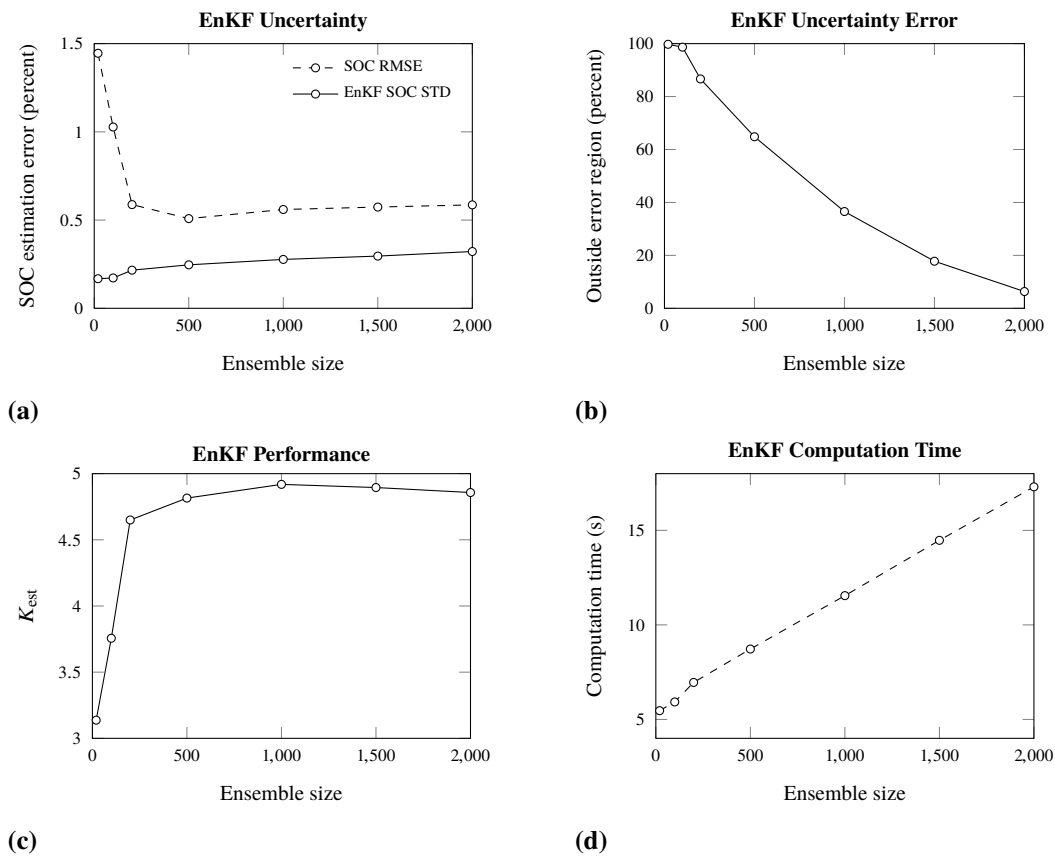 EnKF Uncertainty
1.5
1
0.5
0
SOC estimation error (percent)
SOC RMSE
EnKF SOC STD
0 500 1,000 1,500 2,000
Ensemble size
(a)
EnKF Uncertainty Error
100
80
60
40
20
0
Outside error region (percent)
0 500 1,000 1,500 2,000
Ensemble size
(b)
EnKF Performance
5
4.5
4
3.5
3
Kest
0 500 1,000 1,500 2,000
Ensemble size
(c)
EnKF Computation Time
15
10
5
Computation time (s)
0 500 1,000 1,500 2,000
Ensemble size
(d)